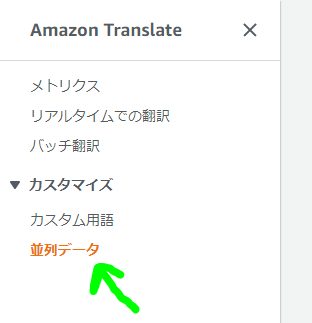 Amazon Translate
メトリクス
リアルタイムでの翻訳
バッチ翻訳
カスタマイズ
カスタム用語
並列データ